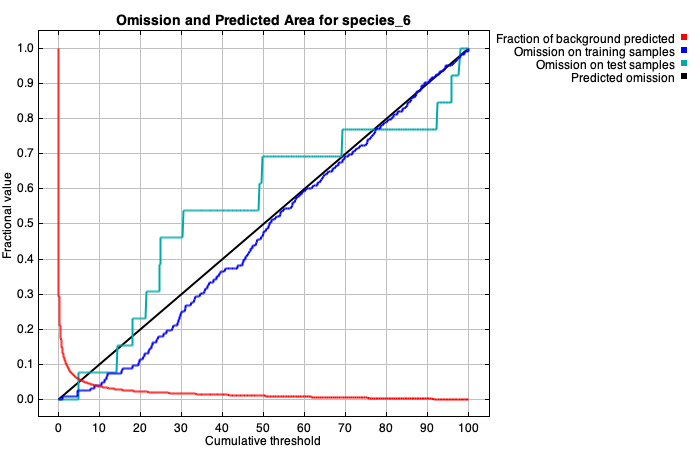 Omission and Predicted Area for species_6
Fraction of background predicted
Omission on training samples
Omission on test samples
Predicted omission
1.0
0.9
0.8
0.7
0.6
0.5
0.4
0.3
0.2
0.1
0.0
Fractional value
0 10 20 30 40 50 60 70 80 90 100
Cumulative threshold